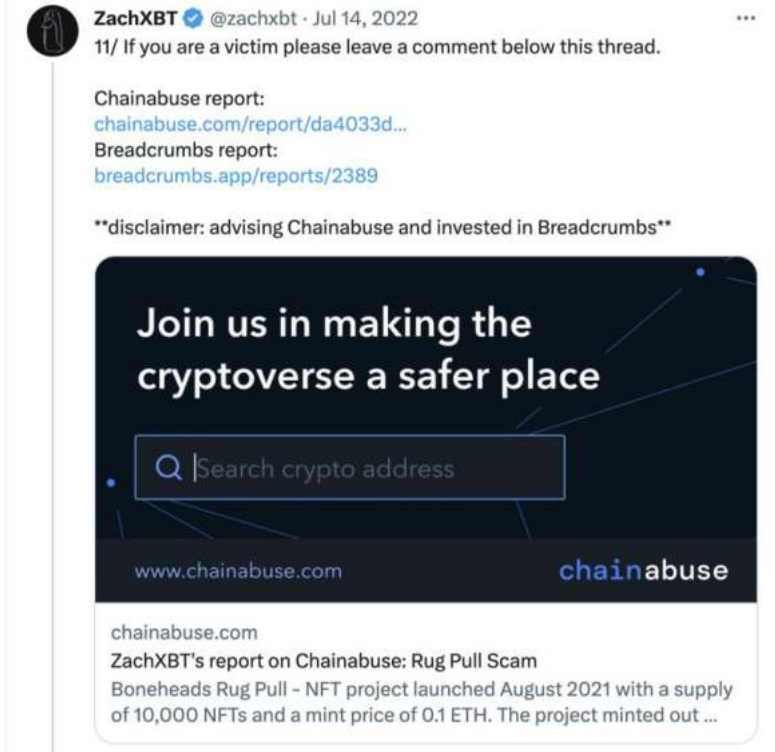 ZachXBT @zachxbt · Jul 14, 2022
11/ If you are a victim please leave a comment below this thread.
Chainabuse report:
chainabuse.com/report/da4033d...
Breadcrumbs report:
breadcrumbs.app/reports/2389
**disclaimer: advising Chainabuse and invested in Breadcrumbs**
Join us in making the
cryptoverse a safer place
Search crypto address
www.chainabuse.com
chainabuse
chainabuse.com
ZachXBT's report on Chainabuse: Rug Pull Scam
Boneheads Rug Pull - NFT project launched August 2021 with a supply
of 10,000 NFTs and a mint price of 0.1 ETH. The project minted out ...